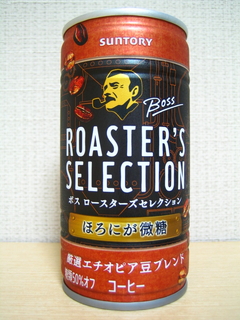 SUNTORY
Boss
ROASTER'S
SELECTION
ボス ロースターズセレクション
ほろにが微糖
厳選エチオピア豆ブレンド
糖類50%オフ コーヒー